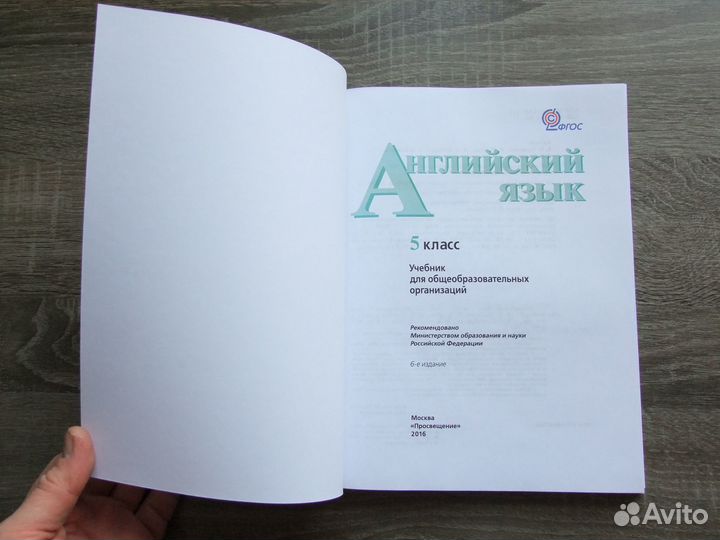 ФГОС
Английский
язык
5 класс
Учебник
для общеобразовательных
организаций
Рекомендовано
Министерством образования и науки
Российской Федерации
6-е издание
Москва
«Просвещение»
2016
Avito